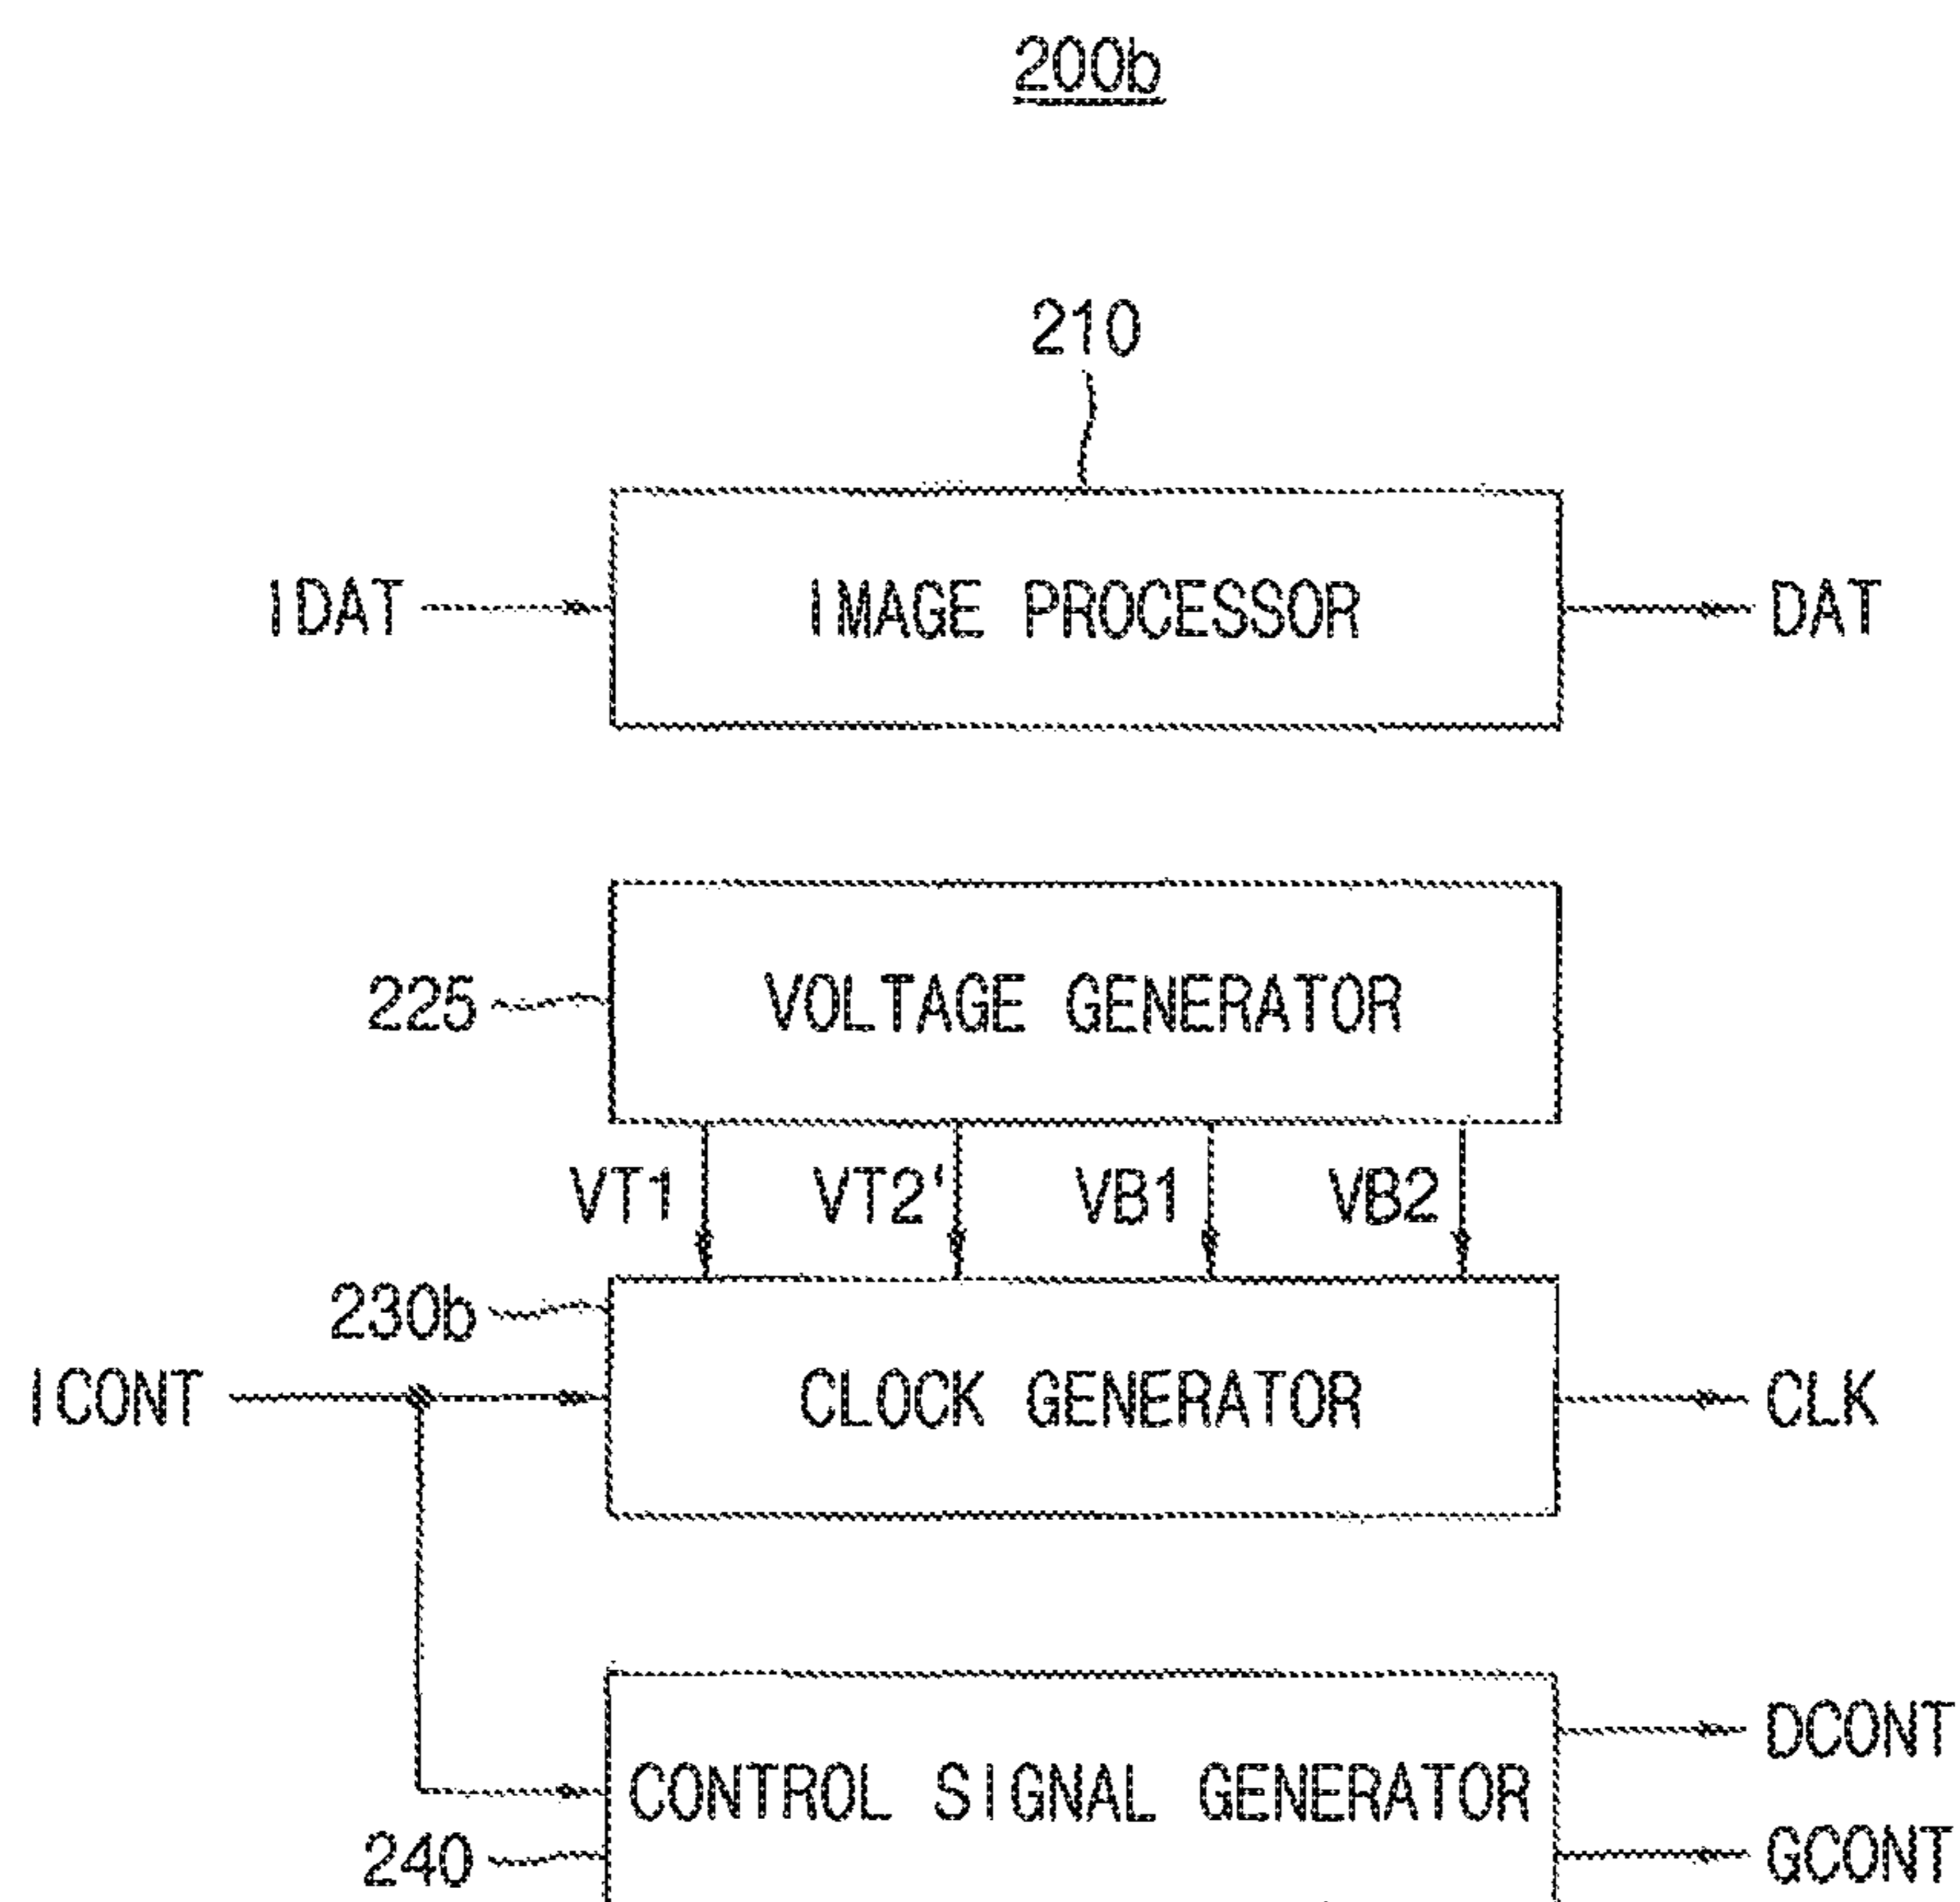 200b
210
IDAT
IMAGE PROCESSOR
DAT
225
VOLTAGE GENERATOR
VT1
VT2'
VB1
VB2
230b
ICONT
CLOCK GENERATOR
CLK
DCONT
CONTROL SIGNAL GENERATOR
240
GCONT